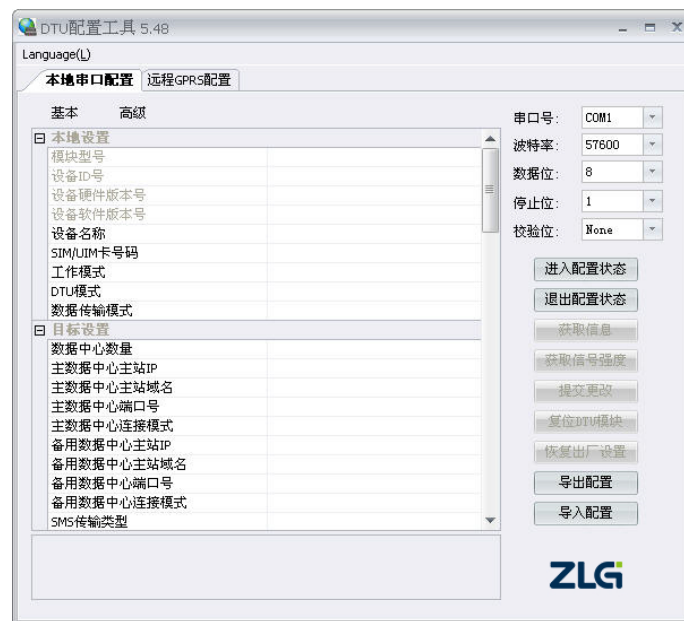 DTU配置工具 5.48
Language(L)
本地串口配置 远程GPRS配置
基本 高级
本地设置
模块型号
设备ID号
设备硬件版本号
设备软件版本号
设备名称
SIM/UIM卡号码
工作模式
DTU模式
数据传输模式
目标设置
数据中心数量
主数据中心主站IP
主数据中心主站域名
主数据中心端口号
主数据中心连接模式
备用数据中心主站IP
备用数据中心主站域名
备用数据中心端口号
备用数据中心连接模式
SMS传输类型
串口号: COM1
波特率: 57600
数据位: 8
停止位: 1
校验位: None
进入配置状态
退出配置状态
获取信息
获取信号强度
提交更改
复位DTU模块
恢复出厂设置
导出配置
导入配置
ZLG